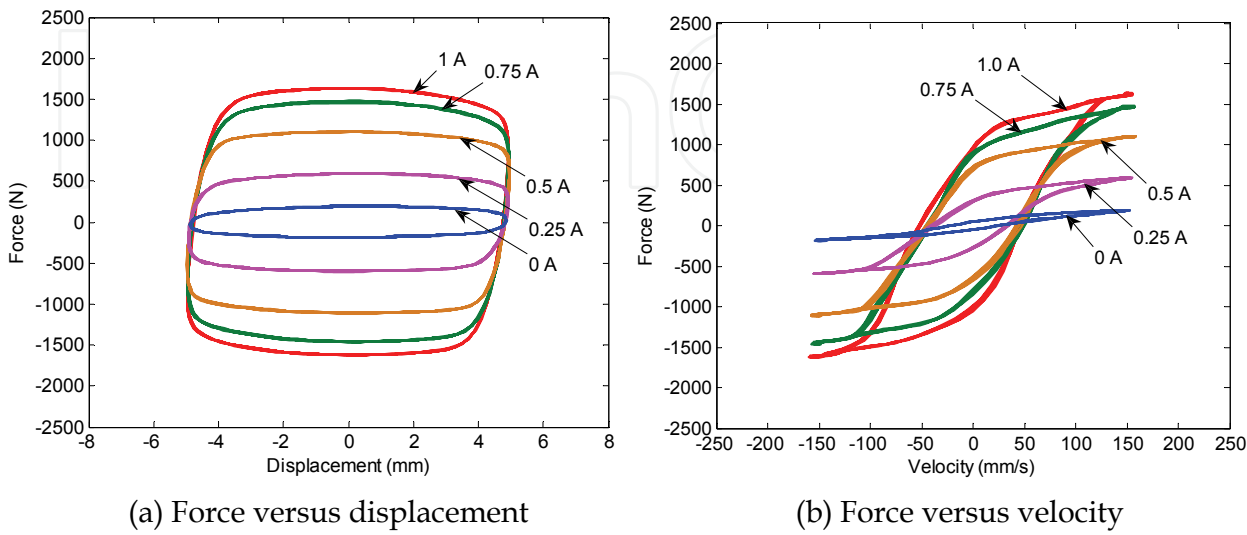 2500
2000
1500
1000
500
0
-500
-1000
-1500
-2000
-2500
Force (N)
-8 -6 -4 -2 0 2 4 6 8
Displacement (mm)
1 A
0.75 A
0.5 A
0.25 A
0 A
(a) Force versus displacement
2500
2000
1500
1000
500
0
-500
-1000
-1500
-2000
-2500
Force (N)
-250 -200 -150 -100 -50 0 50 100 150 200 250
Velocity (mm/s)
1.0 A
0.75 A
0.5 A
0.25 A
0 A
(b) Force versus velocity